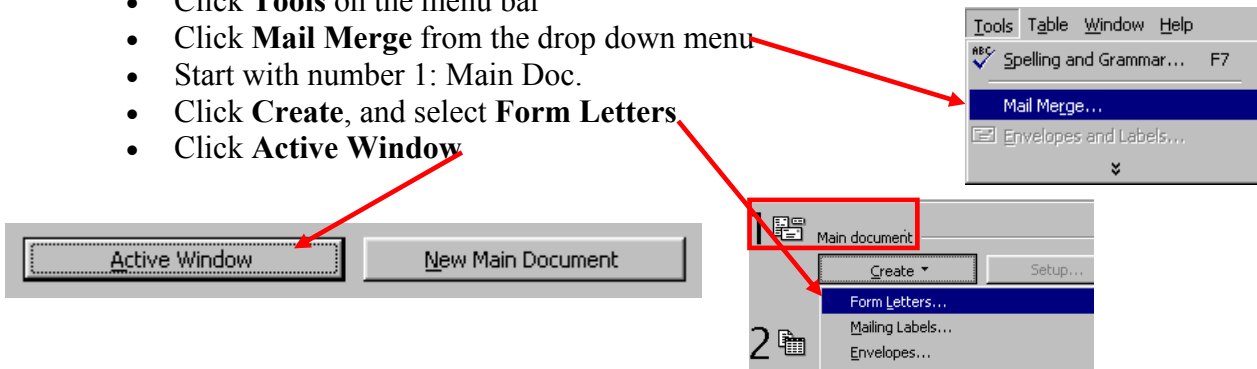 • Click Tools on the menu bar
• Click Mail Merge from the drop down menu
• Start with number 1: Main Doc.
• Click Create, and select Form Letters
• Click Active Window
Tools Table Window Help
ABC Spelling and Grammar... F7
Mail Merge...
Envelopes and Labels...
Active Window New Main Document
1 Main document
Create Setup...
Form Letters...
Mailing Labels...
2 Envelopes...